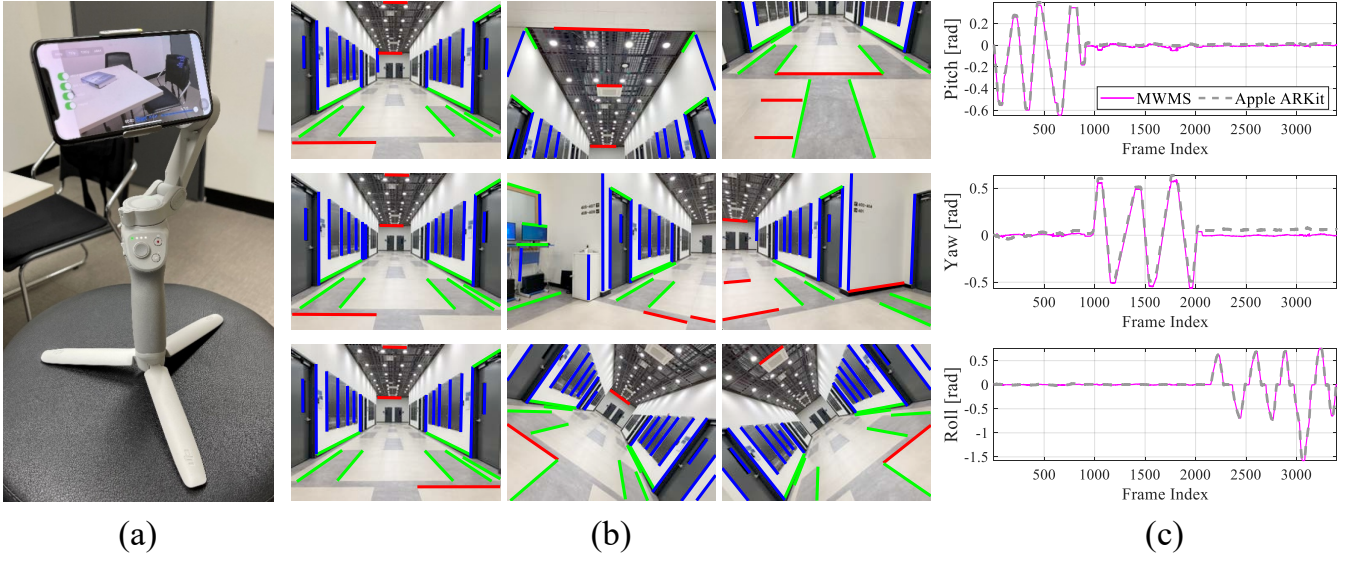 Pitch [rad]
0.2
0
-0.2
-0.4
-0.6
MWMS
Apple ARKit
500 1000 1500 2000 2500 3000
Frame Index
Yaw [rad]
0.5
0
-0.5
500 1000 1500 2000 2500 3000
Frame Index
Roll [rad]
0.5
0
-0.5
-1
-1.5
500 1000 1500 2000 2500 3000
Frame Index
(a) (b) (c)